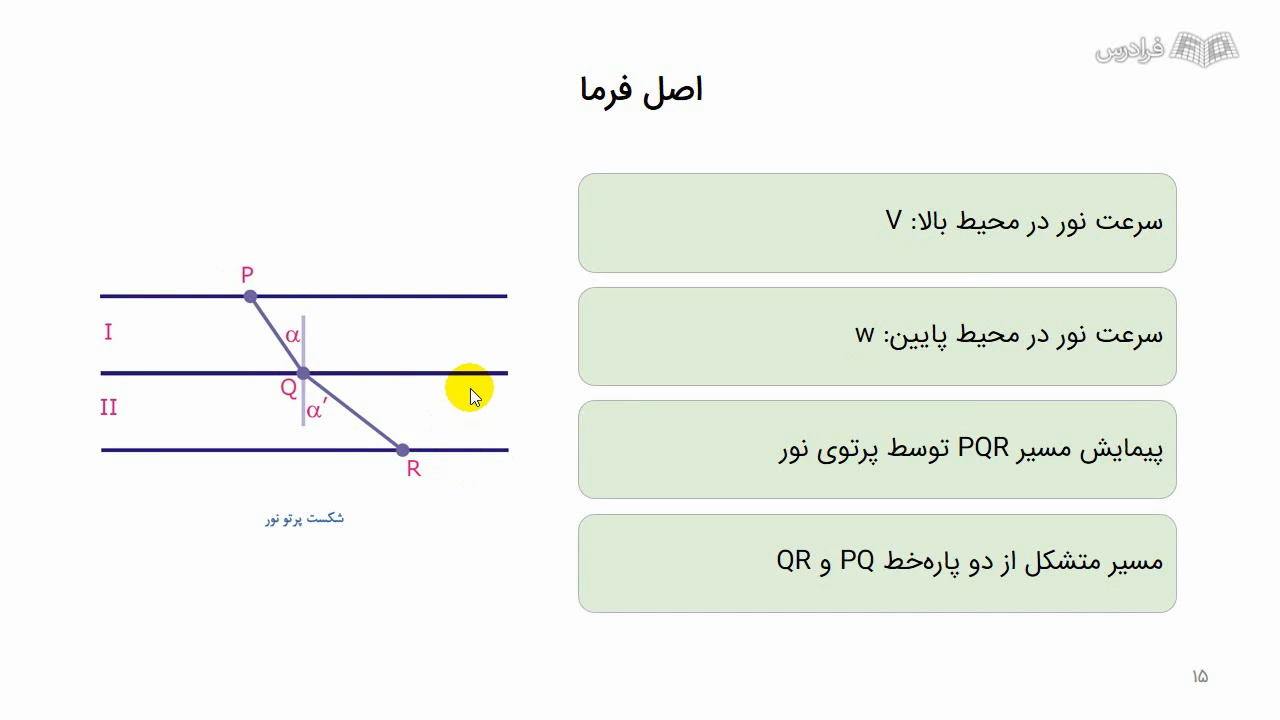 فرادرس
اصل فرما
سرعت نور در محیط بالا: V
سرعت نور در محیط پایین: w
پیمایش مسیر PQR توسط پرتوی نور
مسیر متشکل از دو پاره‌خط PQ و QR
P
I
α
Q
II
α′
R
شکست پرتو نور
۱۵